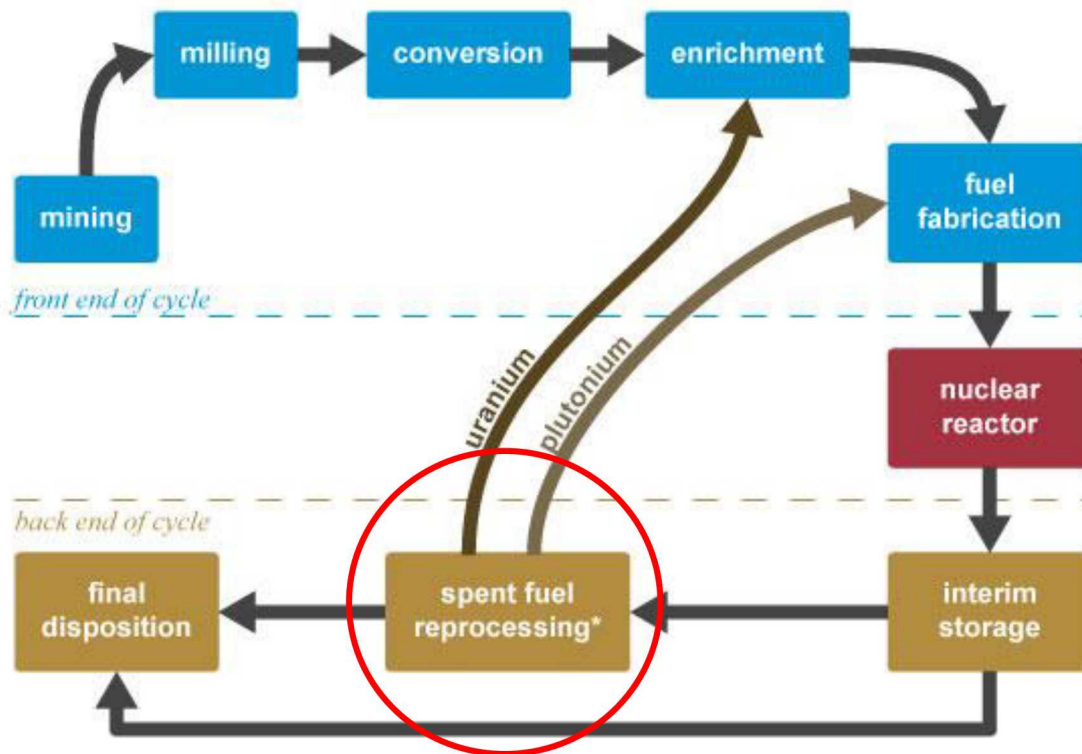 milling
conversion
enrichment
mining
fuel
fabrication
front end of cycle
uranium
plutonium
nuclear
reactor
back end of cycle
final
disposition
spent fuel
reprocessing*
interim
storage